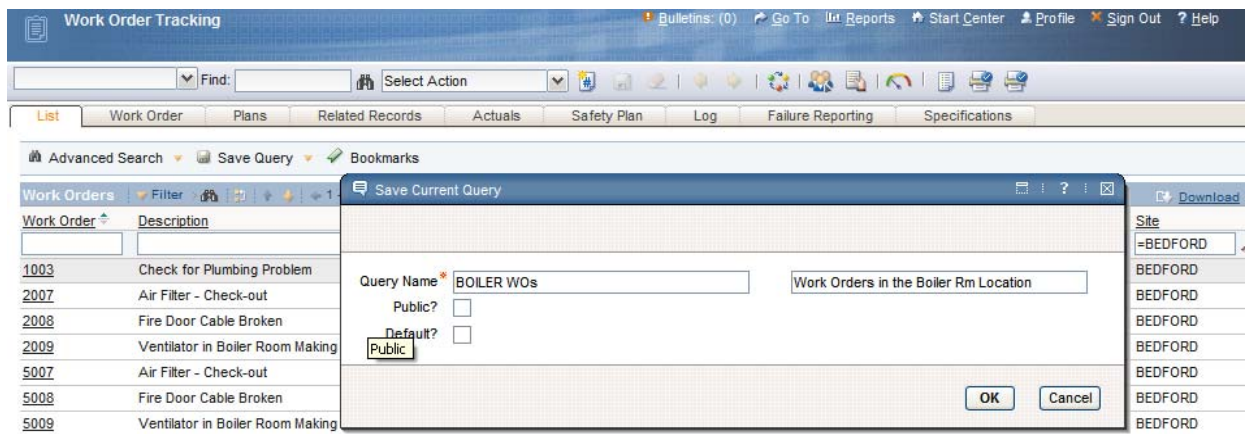 Work Order Tracking
Bulletins: (0) Go To Reports Start Center Profile Sign Out ? Help
Find: Select Action
List Work Order Plans Related Records Actuals Safety Plan Log Failure Reporting Specifications
Advanced Search Save Query Bookmarks
Work Orders Filter 1 Download
Save Current Query ?
Work Order Description Site
=BEDFORD
Query Name* BOILER WOs Work Orders in the Boiler Rm Location
Public?
Default?
Public
OK Cancel
1003 Check for Plumbing Problem BEDFORD
2007 Air Filter - Check-out BEDFORD
2008 Fire Door Cable Broken BEDFORD
2009 Ventilator in Boiler Room Making BEDFORD
5007 Air Filter - Check-out BEDFORD
5008 Fire Door Cable Broken BEDFORD
5009 Ventilator in Boiler Room Making BEDFORD